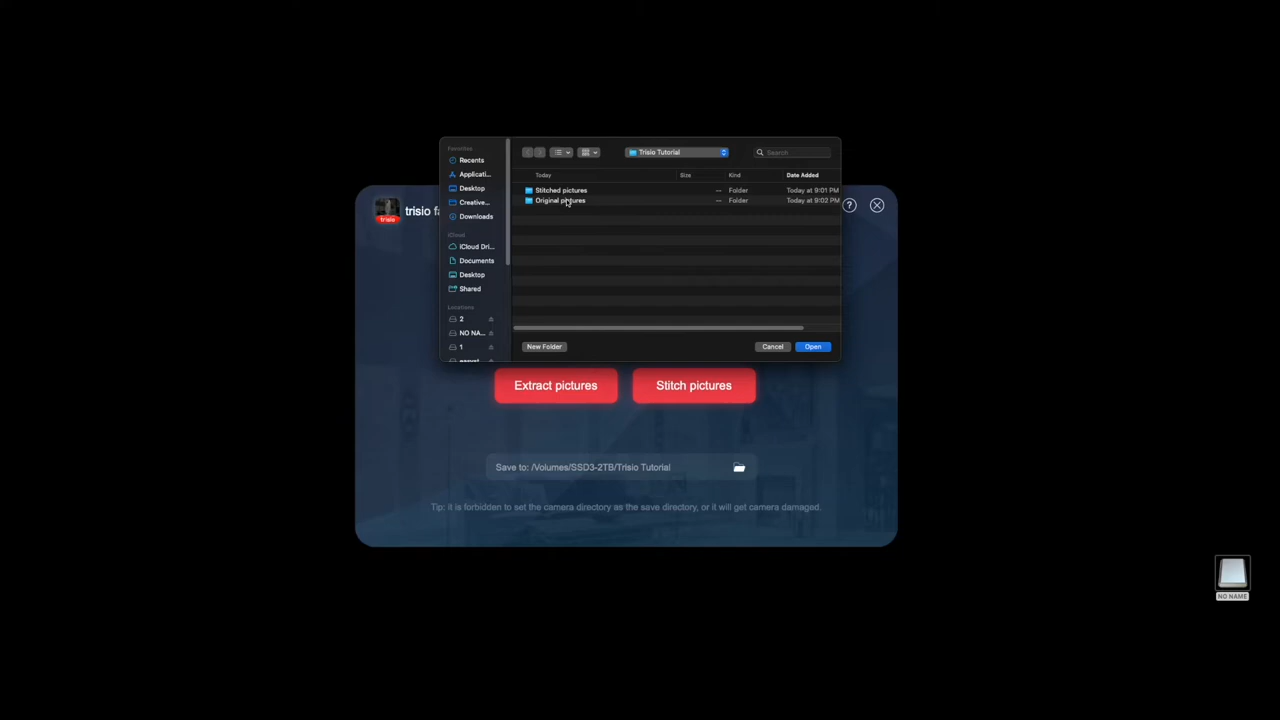 Favorites
Recents
Applicati...
Desktop
Creative...
Downloads
iCloud
iCloud Dri...
Documents
Desktop
Shared
Locations
2
NO NA...
1
Trisio Tutorial
Search
Today
Size
Kind
Date Added
Stitched pictures
-- Folder
Today at 9:01 PM
Original pictures
-- Folder
Today at 9:02 PM
New Folder
Cancel
Open
trisio
trisio fa
?
Extract pictures
Stitch pictures
Save to: /Volumes/SSD3-2TB/Trisio Tutorial
Tip: it is forbidden to set the camera directory as the save directory, or it will get camera damaged.
NO NAME